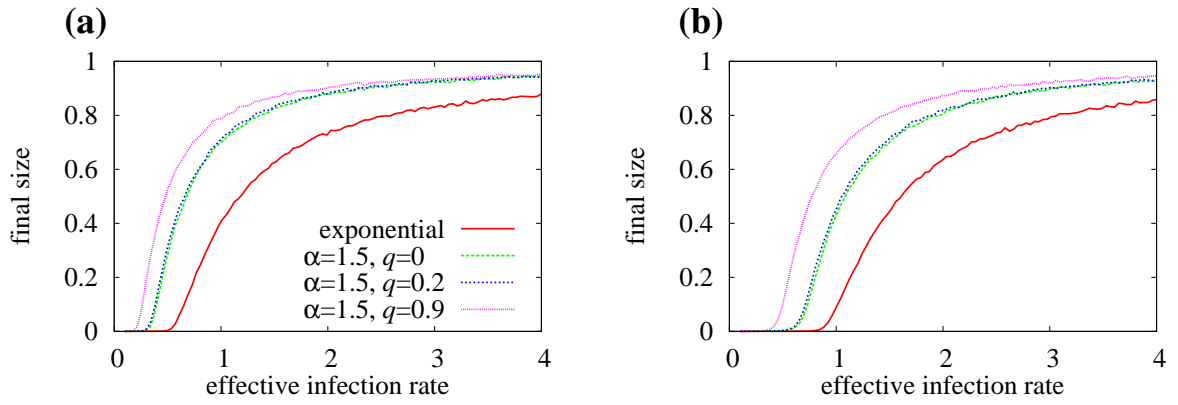 (a)
1
0.8
0.6
0.4
0.2
0
final size
exponential
α=1.5, q=0
α=1.5, q=0.2
α=1.5, q=0.9
0 1 2 3 4
effective infection rate
(b)
1
0.8
0.6
0.4
0.2
0
final size
0 1 2 3 4
effective infection rate